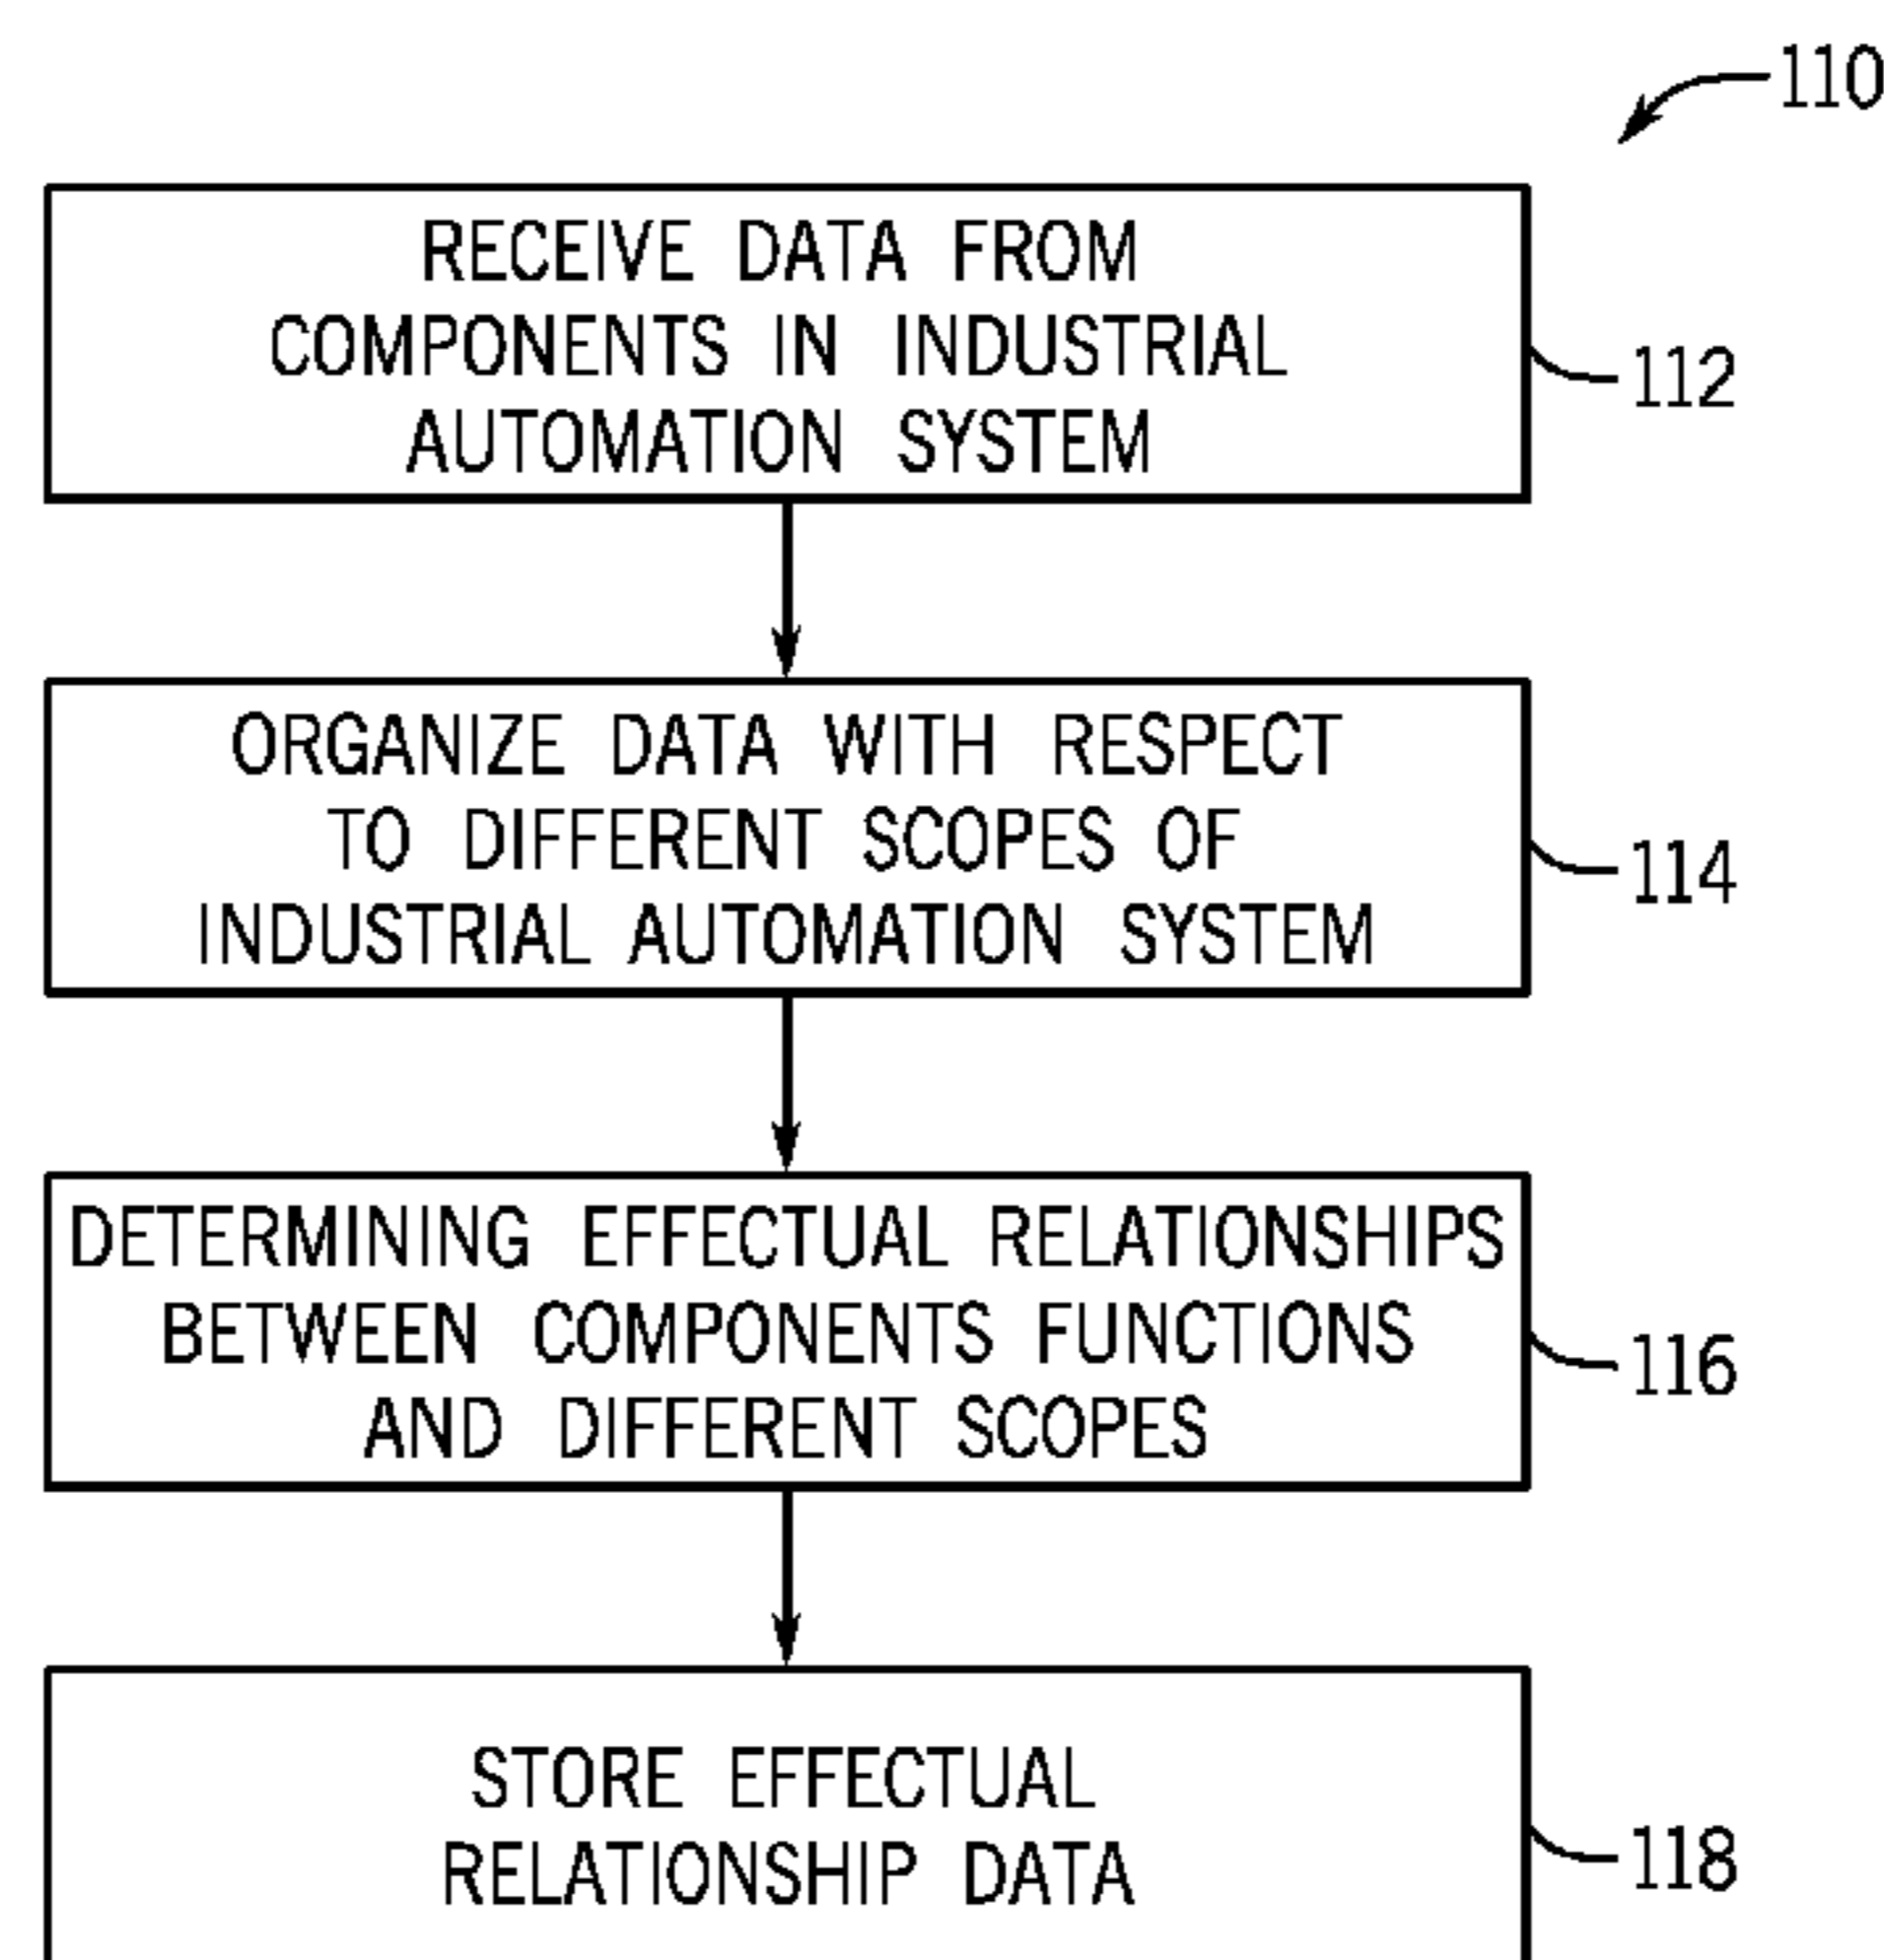 110
RECEIVE DATA FROM
COMPONENTS IN INDUSTRIAL
AUTOMATION SYSTEM
112
ORGANIZE DATA WITH RESPECT
TO DIFFERENT SCOPES OF
INDUSTRIAL AUTOMATION SYSTEM
114
DETERMINING EFFECTUAL RELATIONSHIPS
BETWEEN COMPONENTS FUNCTIONS
AND DIFFERENT SCOPES
116
STORE EFFECTUAL
RELATIONSHIP DATA
118